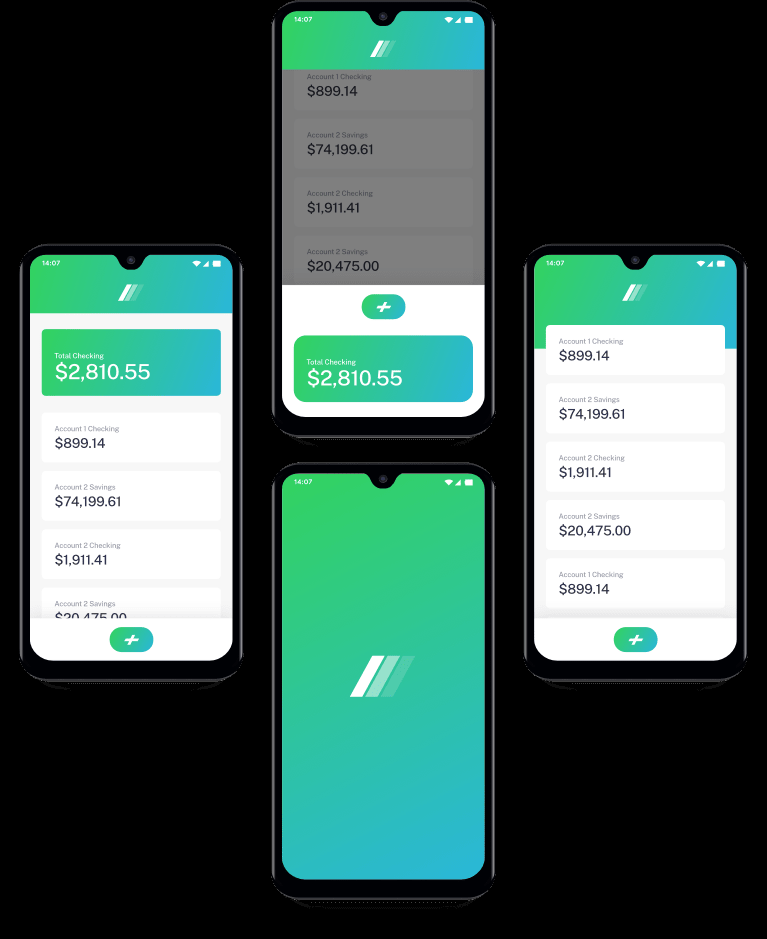 14:07
Account 1 Checking
$899.14
Account 2 Savings
$74,199.61
Account 2 Checking
$1,911.41
Account 2 Savings
$20,475.00
Total Checking
$2,810.55
14:07
Total Checking
$2,810.55
Account 1 Checking
$899.14
Account 2 Savings
$74,199.61
Account 2 Checking
$1,911.41
Account 2 Savings
$20,475.00
14:07
Account 1 Checking
$899.14
Account 2 Savings
$74,199.61
Account 2 Checking
$1,911.41
Account 2 Savings
$20,475.00
Account 1 Checking
$899.14
14:07